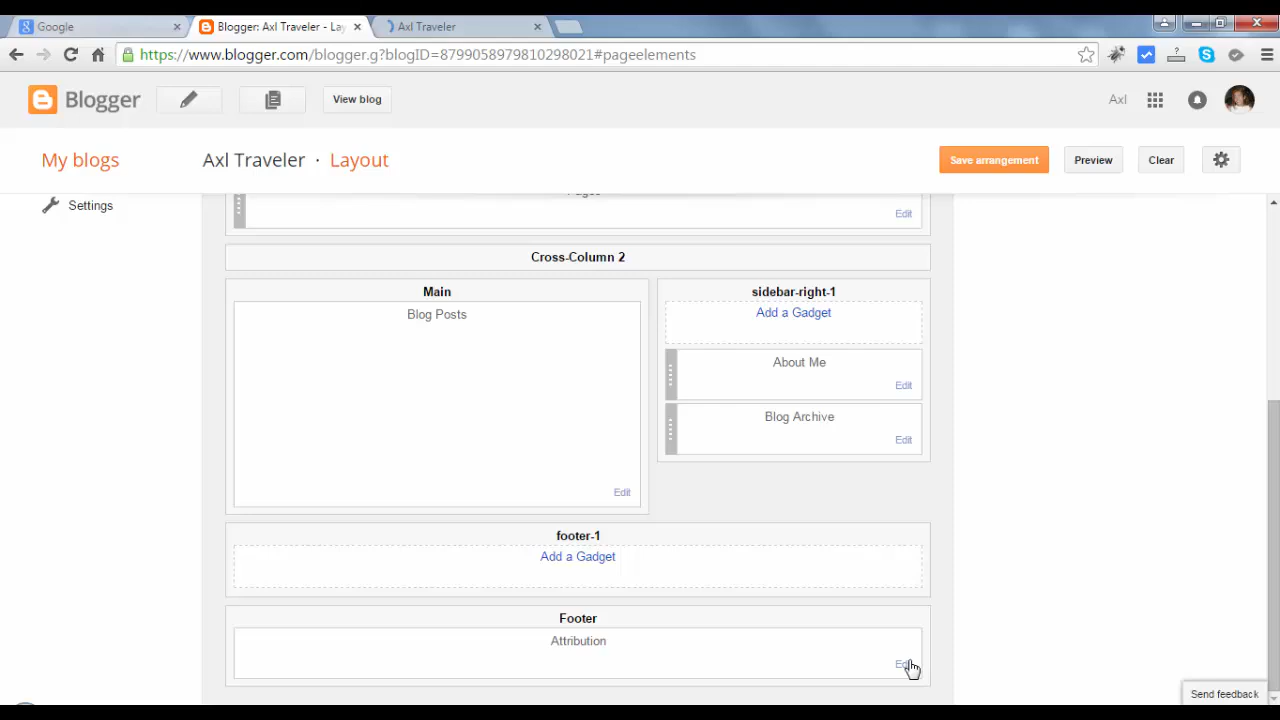 Google
Blogger: Axl Traveler - La
Axl Traveler
https://www.blogger.com/blogger.g?blogID=8799058979810298021#pageelements
Blogger
View blog
Axl
My blogs
Axl Traveler · Layout
Save arrangement
Preview
Clear
Settings
Pages
Edit
Cross-Column 2
Main
Blog Posts
Edit
sidebar-right-1
Add a Gadget
About Me
Edit
Blog Archive
Edit
footer-1
Add a Gadget
Footer
Attribution
Edit
Send feedback